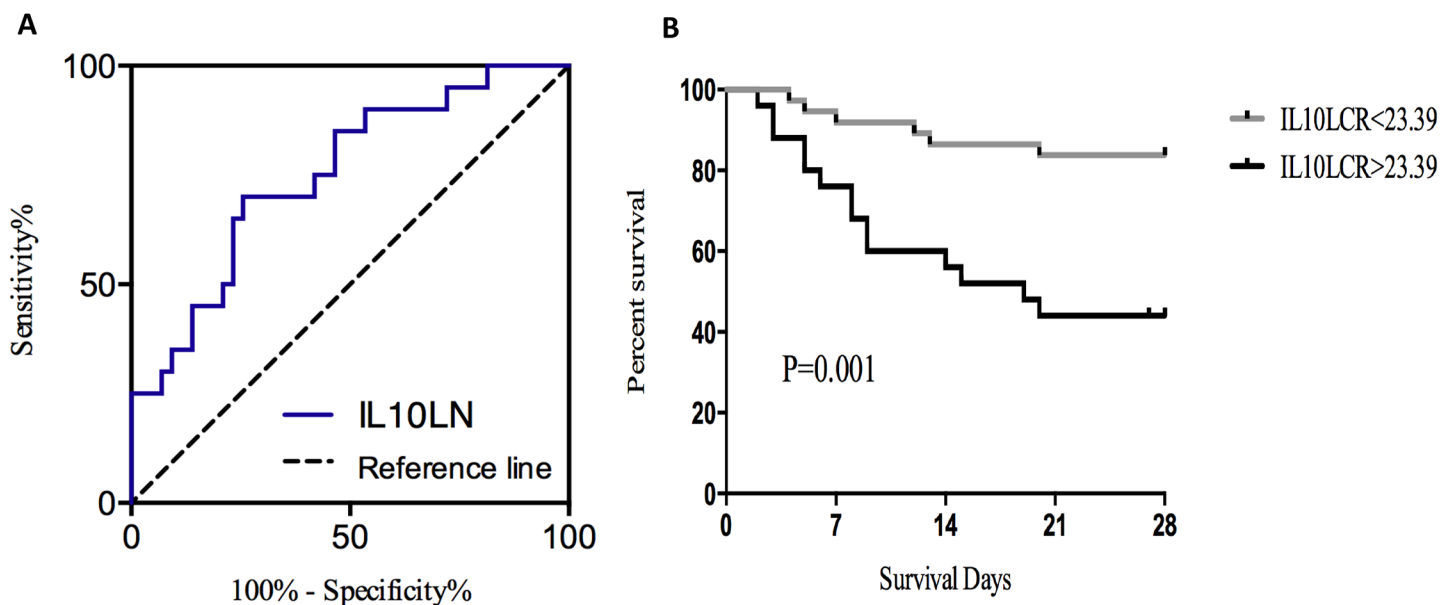 A
Sensitivity%
100
50
0
IL10LN
Reference line
0 50 100
100% - Specificity%
B
Percent survival
100
80
60
40
20
0
P=0.001
0 7 14 21 28
Survival Days
IL10LCR<23.39
IL10LCR>23.39